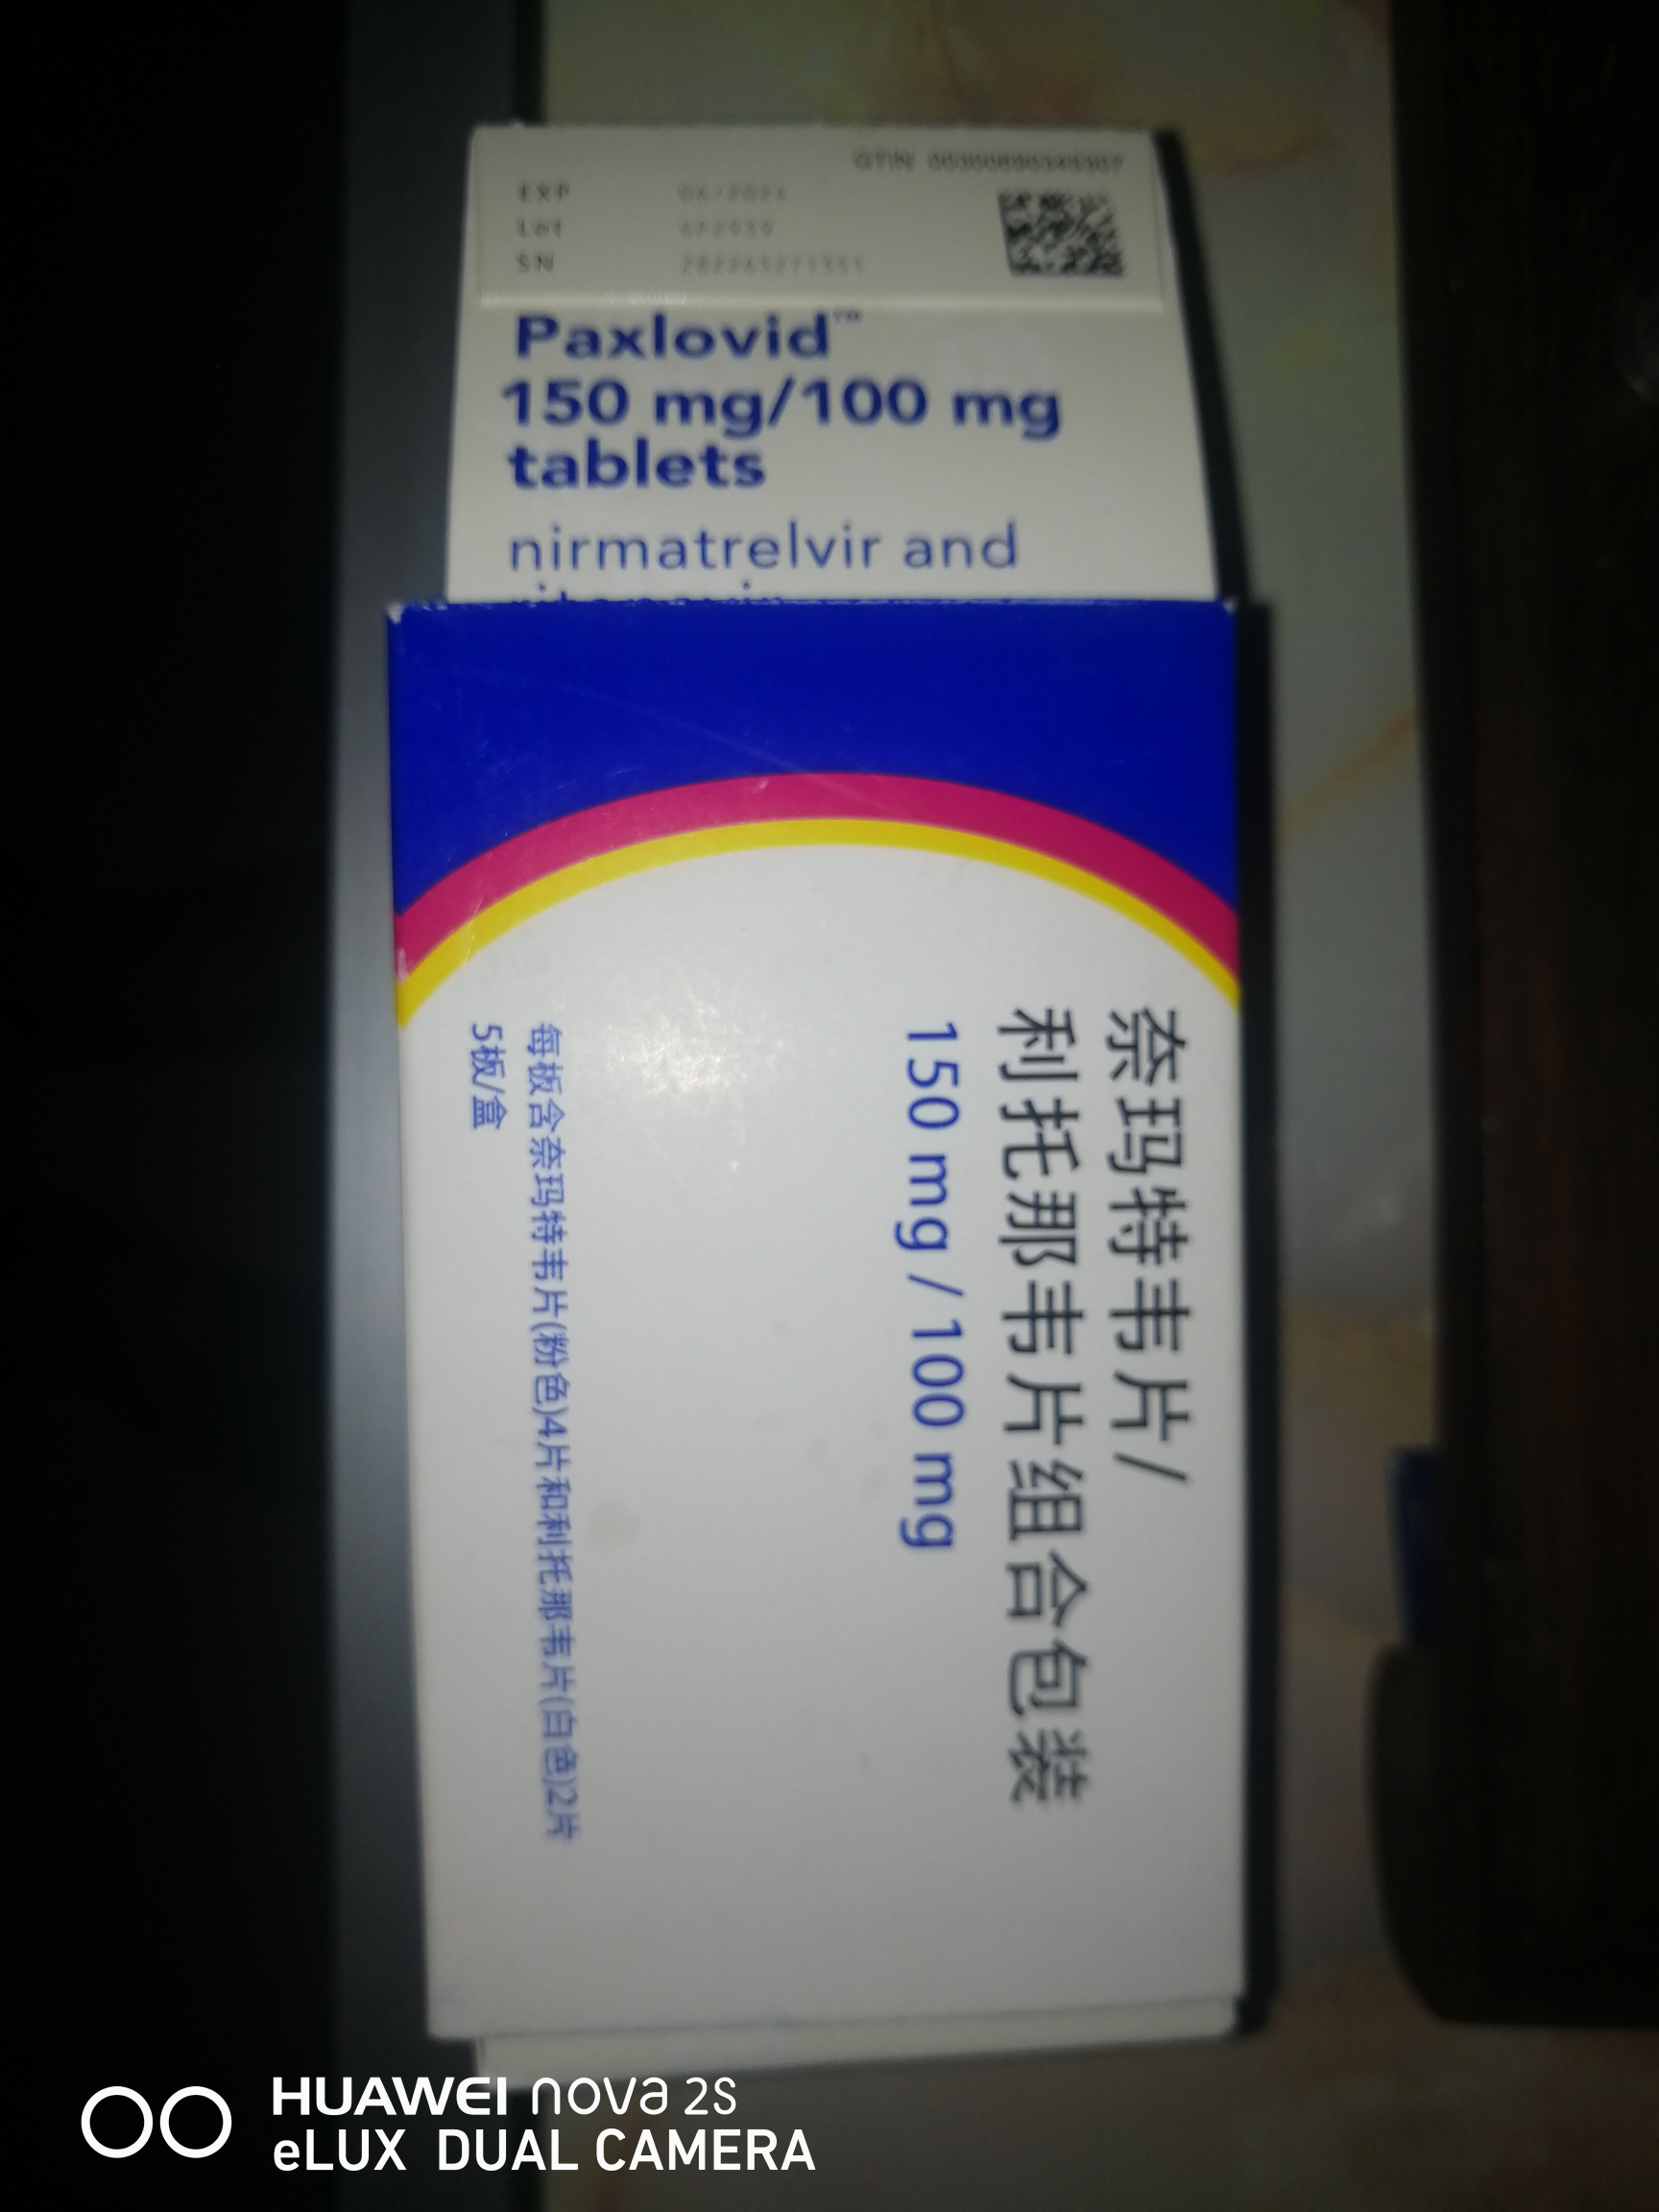 GTIN
EXP 06/2024
Lot
SN
Paxlovid™
150 mg/100 mg
tablets
nirmatrelvir and
奈玛特韦片/
利托那韦片组合包装
150 mg / 100 mg
每板含奈玛特韦片(粉色)4片和利托那韦片(白色)2片
5板/盒
HUAWEI nova 2s
eLUX DUAL CAMERA